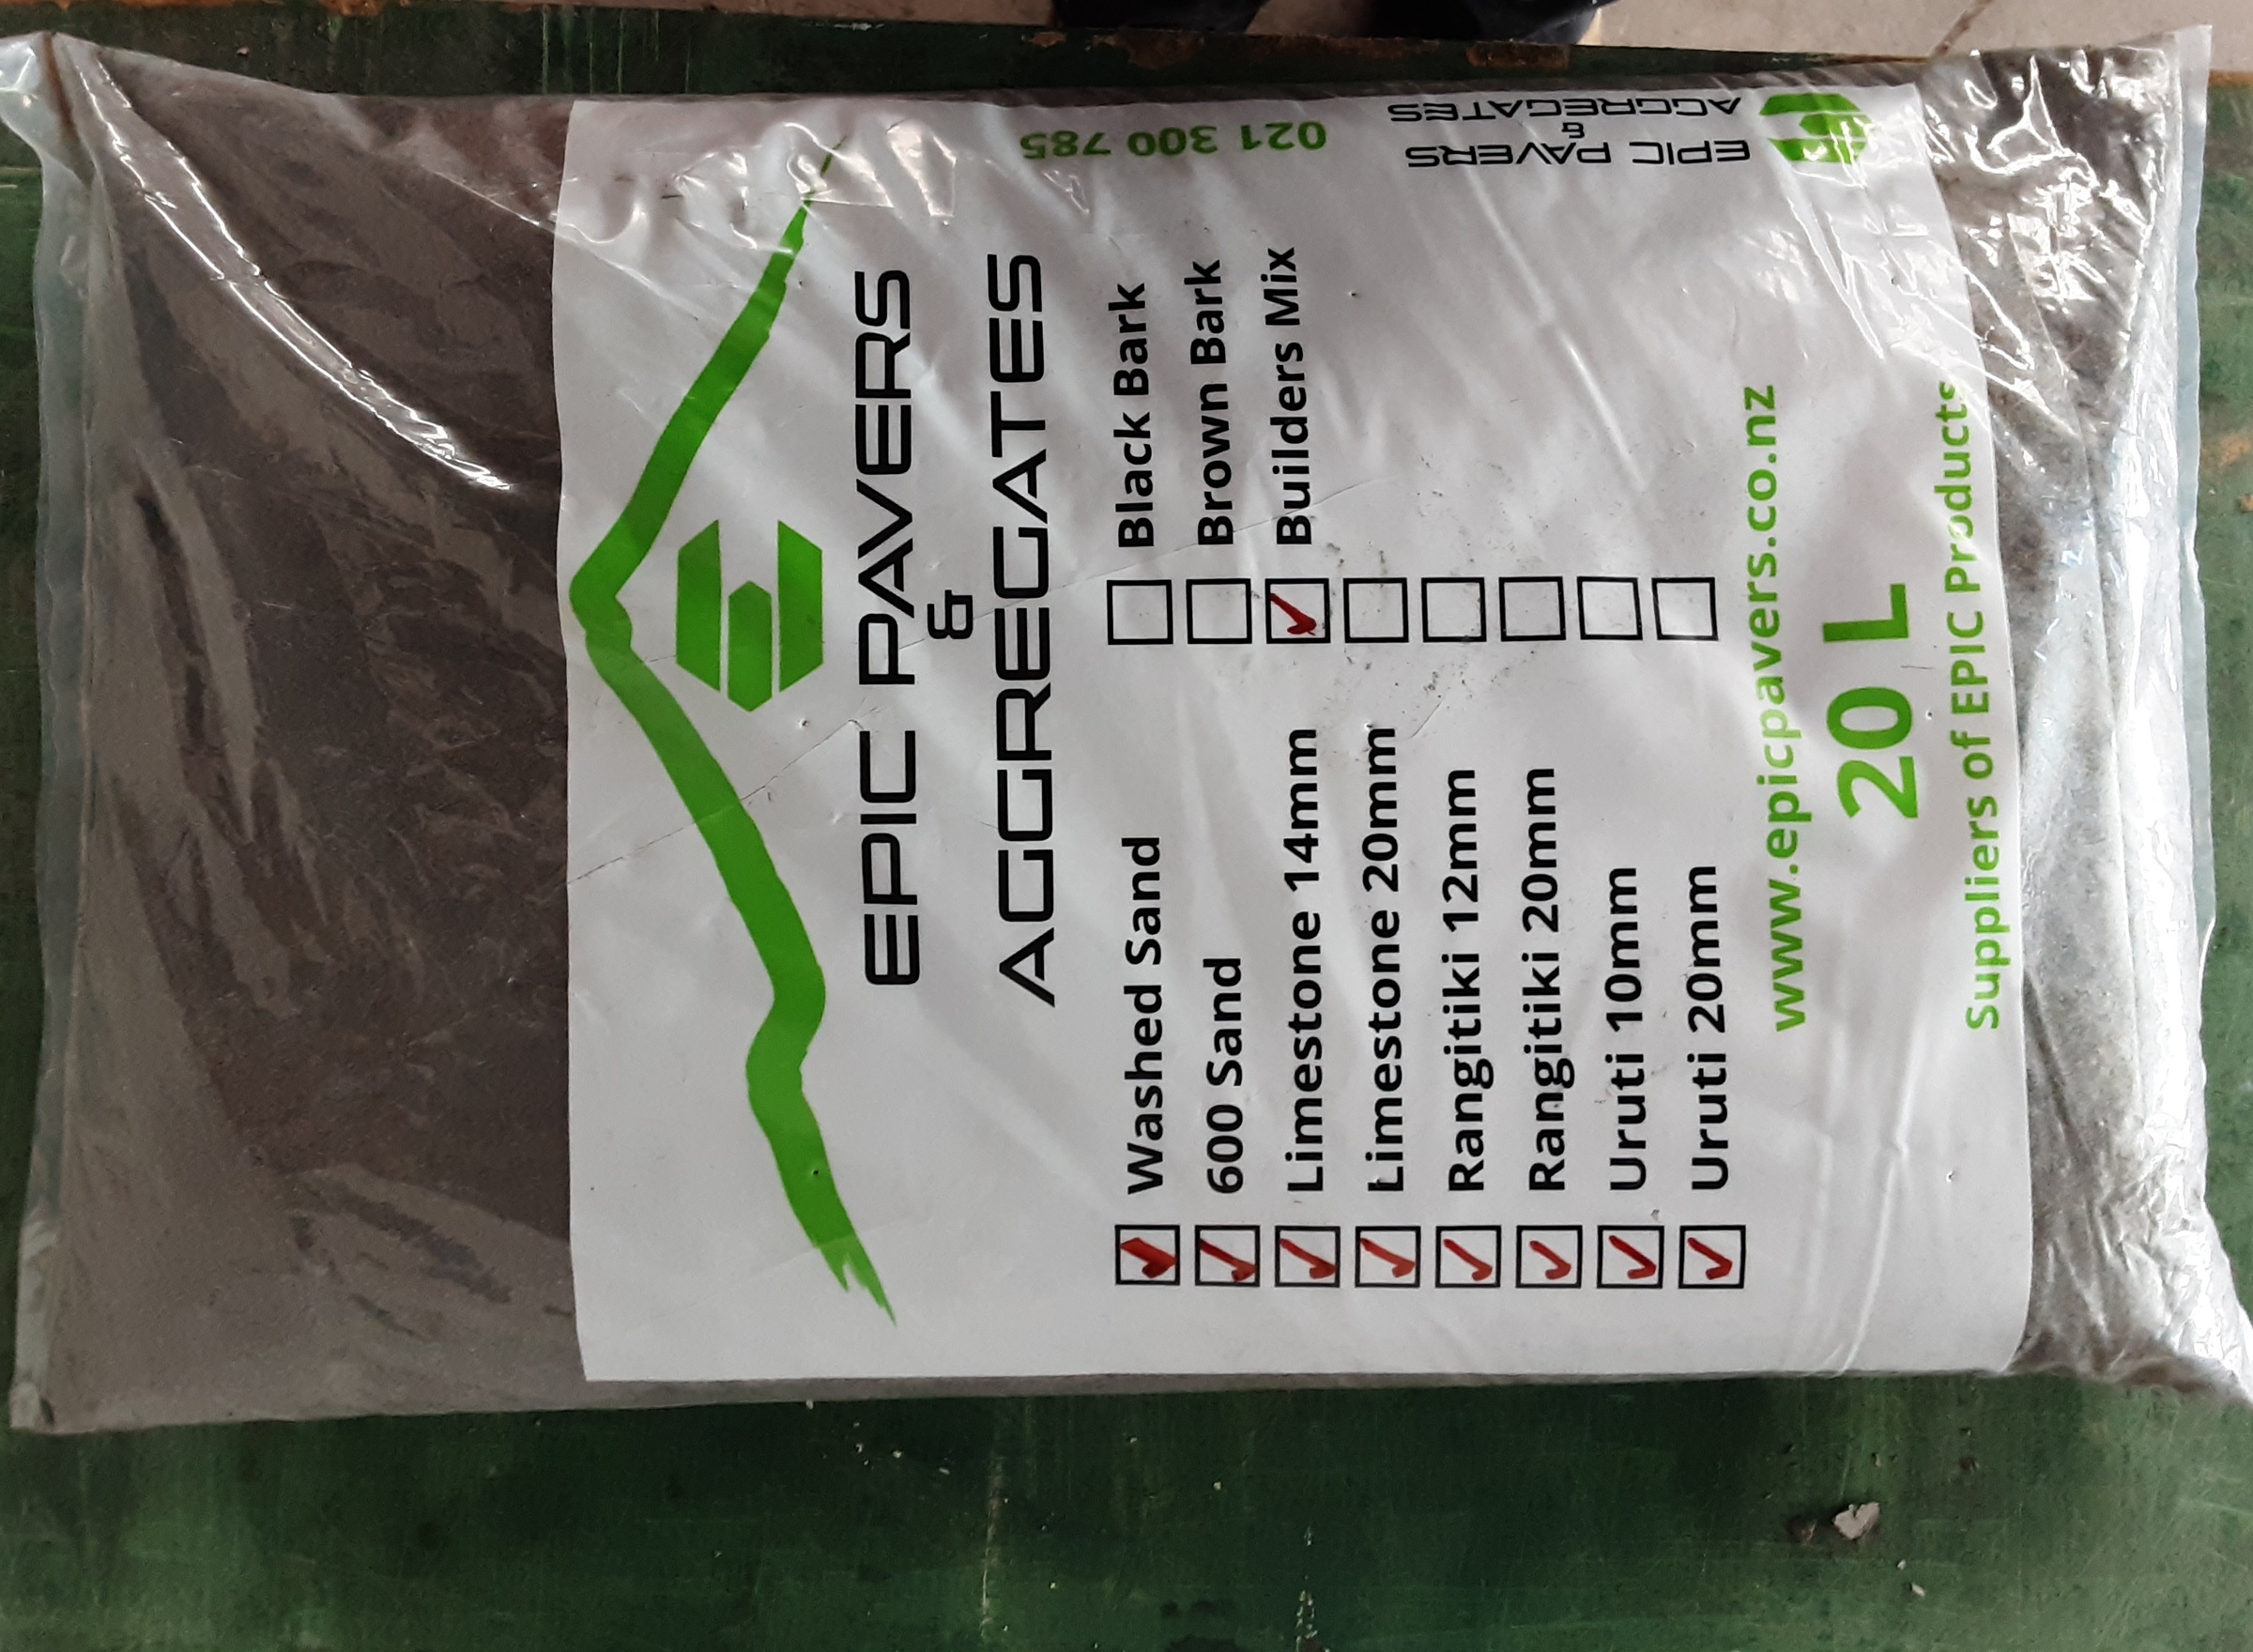 EPIC PAVERS
&
AGGREGATES
Washed Sand
600 Sand
Limestone 14mm
Limestone 20mm
Rangitiki 12mm
Rangitiki 20mm
Uruti 10mm
Uruti 20mm
Black Bark
Brown Bark
Builders Mix
www.epicpavers.co.nz
20 L
Suppliers of EPIC Products
EPIC PAVERS
&
AGGREGATES
021 300 785